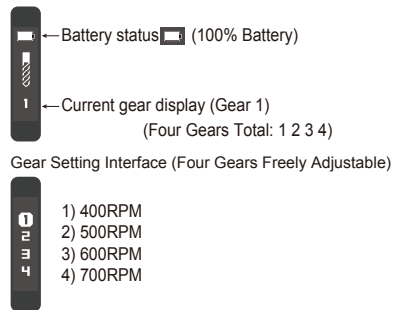 Battery status (100% Battery)
1
Current gear display (Gear 1)
(Four Gears Total: 1 2 3 4)
Gear Setting Interface (Four Gears Freely Adjustable)
1 1) 400RPM
2 2) 500RPM
3 3) 600RPM
4 4) 700RPM